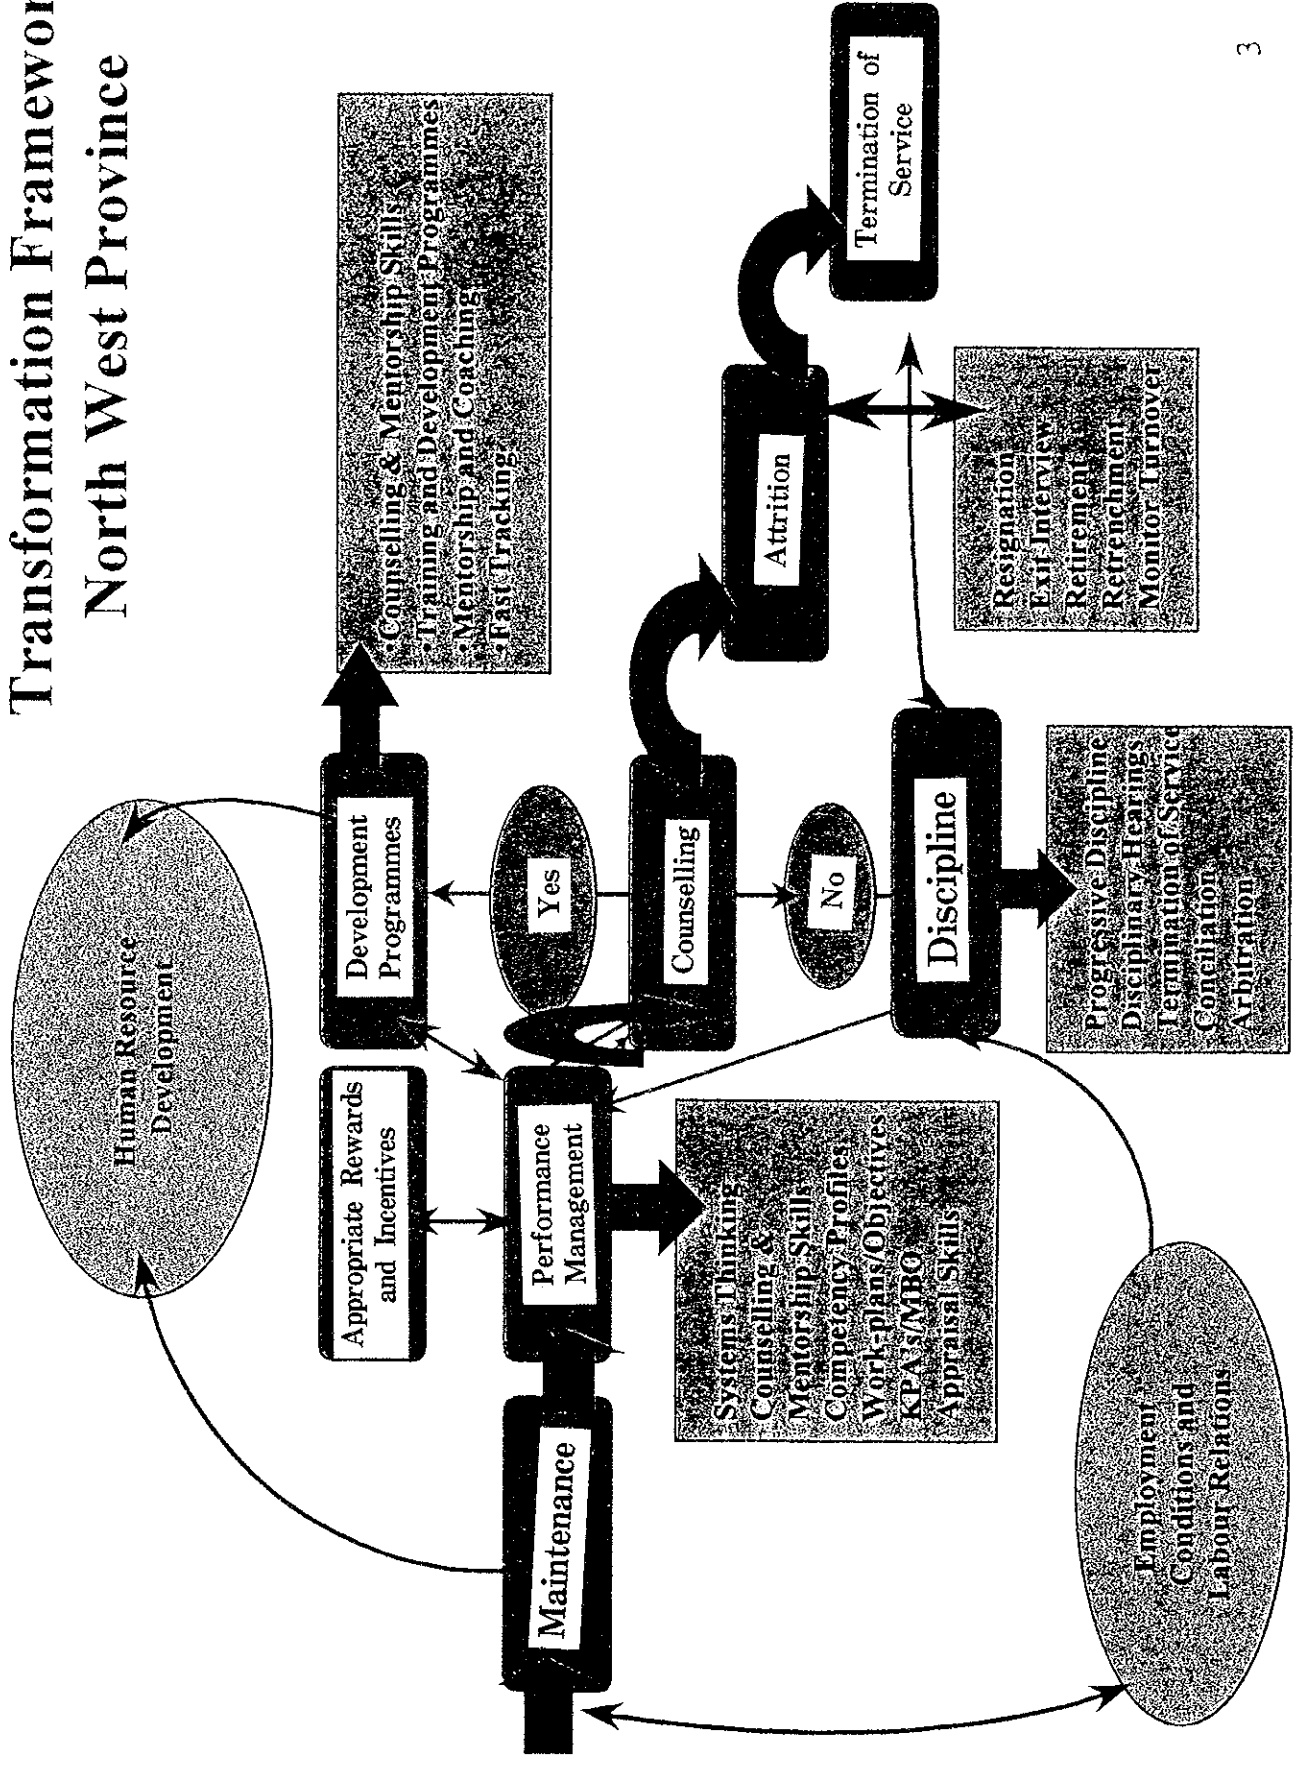 Transformation Framewor
North West Province
Human Resource
Development
Appropriate Rewards
and Incentives
Development
Programmes
•Counselling & Mentorship Skills
•Training and Development Programmes
•Mentorship and Coaching
•Fast Tracking
Maintenance
Performance
Management
Yes
Counselling
No
Attrition
Termination of
Service
Systems Thinking
Counselling &
Mentorship Skills
Competency Profiles
Work-plans/Objectives
KPA's/MBO
Appraisal Skills
Discipline
Resignation
Exit Interview
Retirement
Retrenchment
Monitor Turnover
Employment
Conditions and
Labour Relations
Progressive Discipline
Disciplinary Hearings
Termination of Service
Conciliation
Arbitration
3